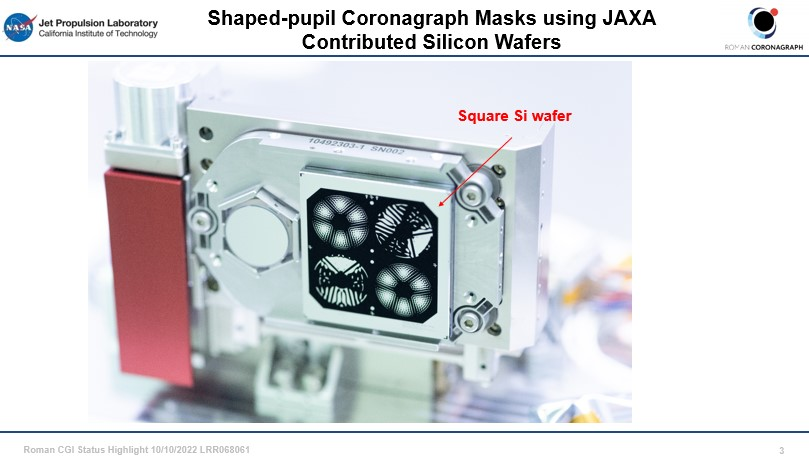 NASA
Jet Propulsion Laboratory
California Institute of Technology
Shaped-pupil Coronagraph Masks using JAXA
Contributed Silicon Wafers
ROMAN CORONAGRAPH
Square Si wafer
10492303-1 SN002
Roman CGI Status Highlight 10/10/2022 LRR068061
3